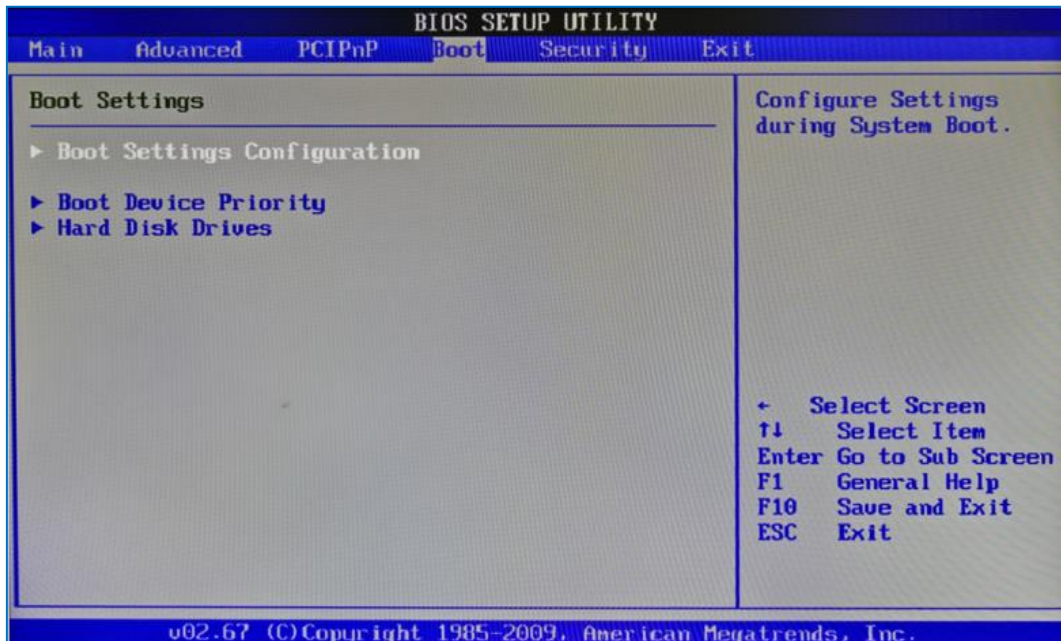 BIOS SETUP UTILITY
Main Advanced PCIPnP Boot Security Exit
Boot Settings
▶ Boot Settings Configuration
▶ Boot Device Priority
▶ Hard Disk Drives
Configure Settings
during System Boot.
← Select Screen
↑↓ Select Item
Enter Go to Sub Screen
F1 General Help
F10 Save and Exit
ESC Exit
v02.67 (C)Copyright 1985-2009, American Megatrends, Inc.